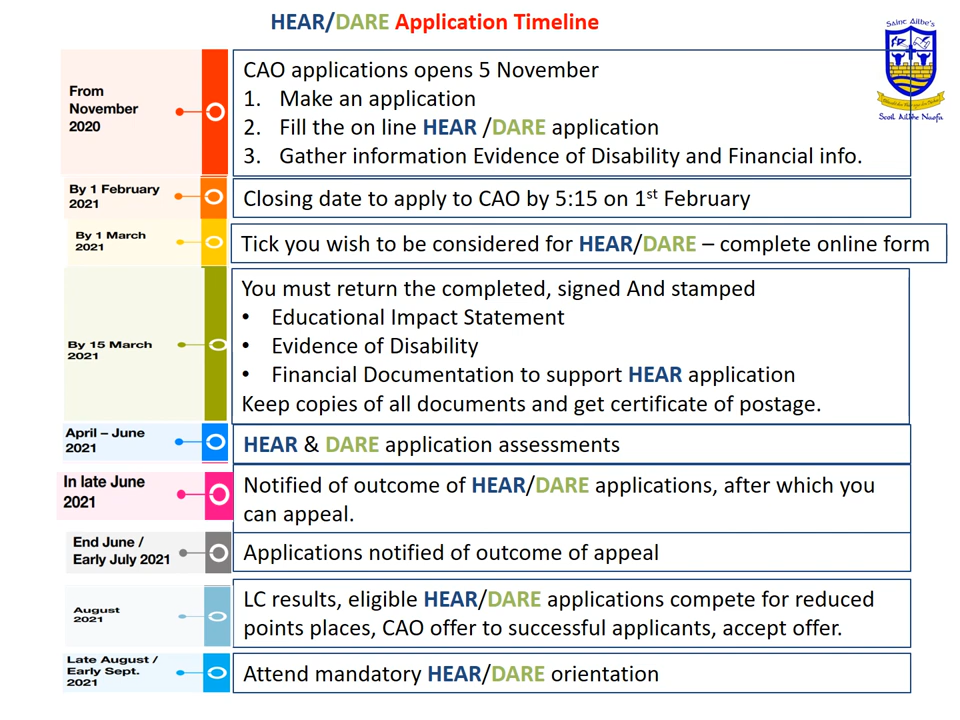 HEAR/DARE Application Timeline
Sainc Ailbe's
Scoil Ailbhe Naofa
From
November
2020
CAO applications opens 5 November
1. Make an application
2. Fill the on line HEAR /DARE application
3. Gather information Evidence of Disability and Financial info.
By 1 February
2021
Closing date to apply to CAO by 5:15 on 1st February
By 1 March
2021
Tick you wish to be considered for HEAR/DARE – complete online form
By 15 March
2021
You must return the completed, signed And stamped
• Educational Impact Statement
• Evidence of Disability
• Financial Documentation to support HEAR application
Keep copies of all documents and get certificate of postage.
April – June
2021
HEAR & DARE application assessments
In late June
2021
Notified of outcome of HEAR/DARE applications, after which you
can appeal.
End June /
Early July 2021
Applications notified of outcome of appeal
August
2021
LC results, eligible HEAR/DARE applications compete for reduced
points places, CAO offer to successful applicants, accept offer.
Late August /
Early Sept.
2021
Attend mandatory HEAR/DARE orientation